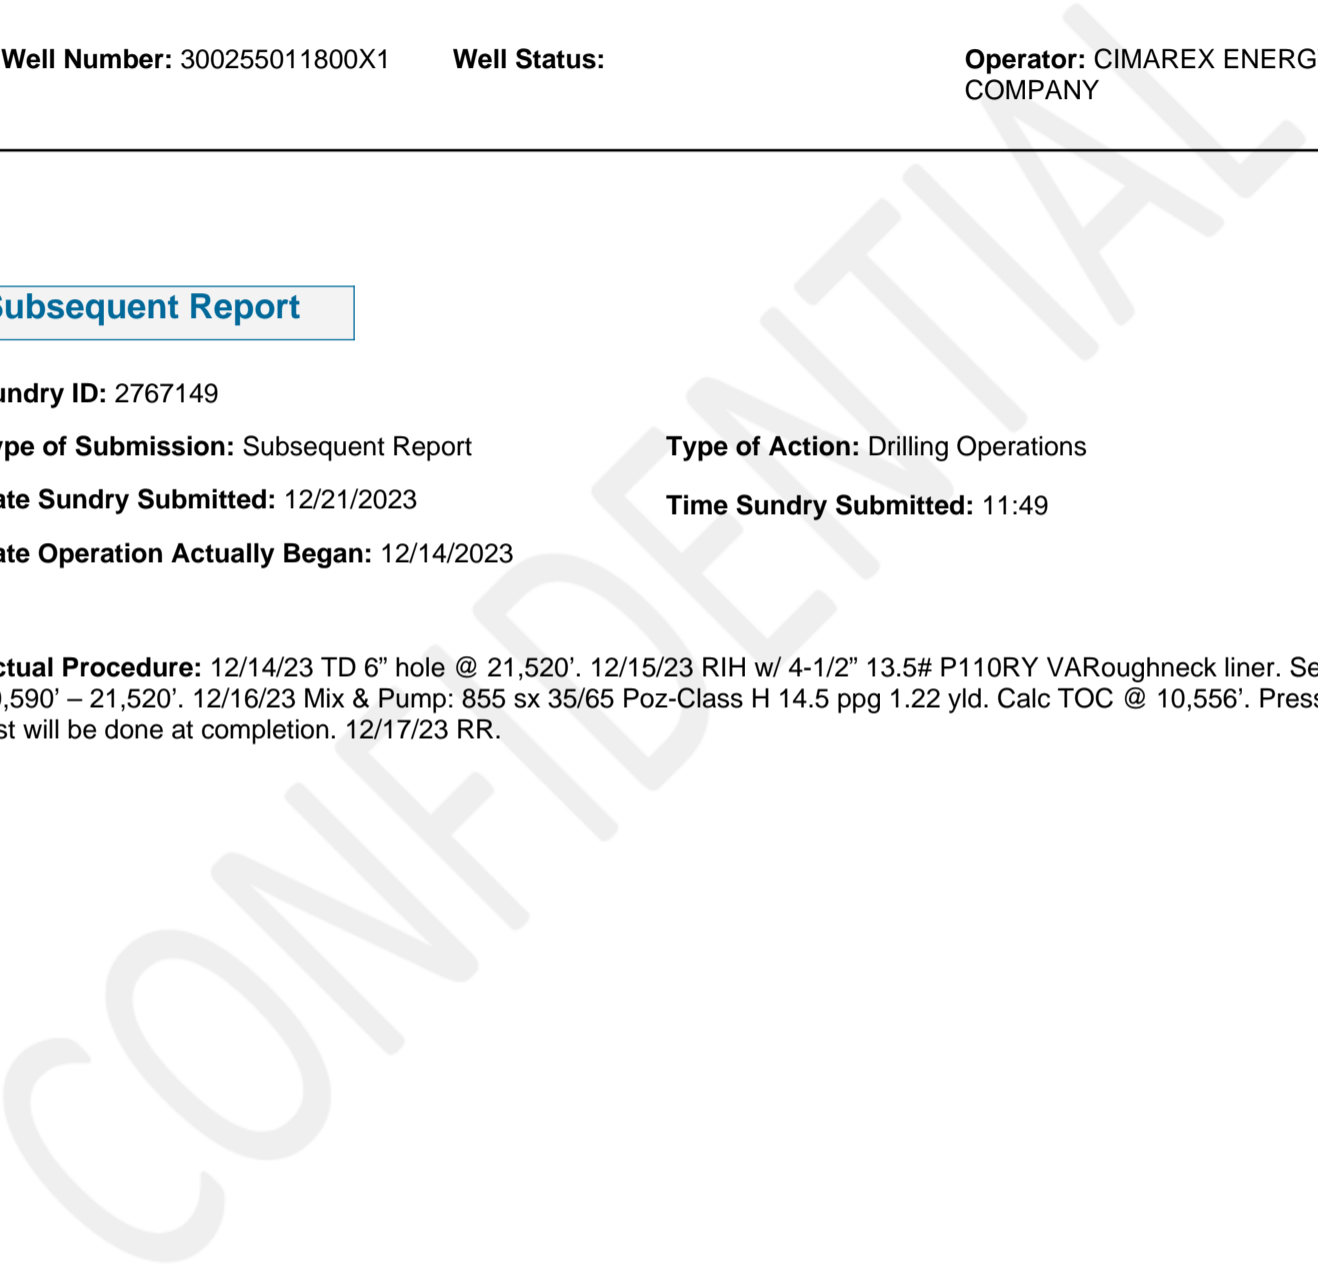 Well Number: 300255011800X1 Well Status: Operator: CIMAREX ENERG
COMPANY
Subsequent Report
undry ID: 2767149
ype of Submission: Subsequent Report Type of Action: Drilling Operations
ate Sundry Submitted: 12/21/2023 Time Sundry Submitted: 11:49
ate Operation Actually Began: 12/14/2023
ctual Procedure: 12/14/23 TD 6” hole @ 21,520’. 12/15/23 RIH w/ 4-1/2” 13.5# P110RY VARoughneck liner. Se
,590’ – 21,520’. 12/16/23 Mix & Pump: 855 sx 35/65 Poz-Class H 14.5 ppg 1.22 yld. Calc TOC @ 10,556’. Press
st will be done at completion. 12/17/23 RR.
CONFIDENTIAL